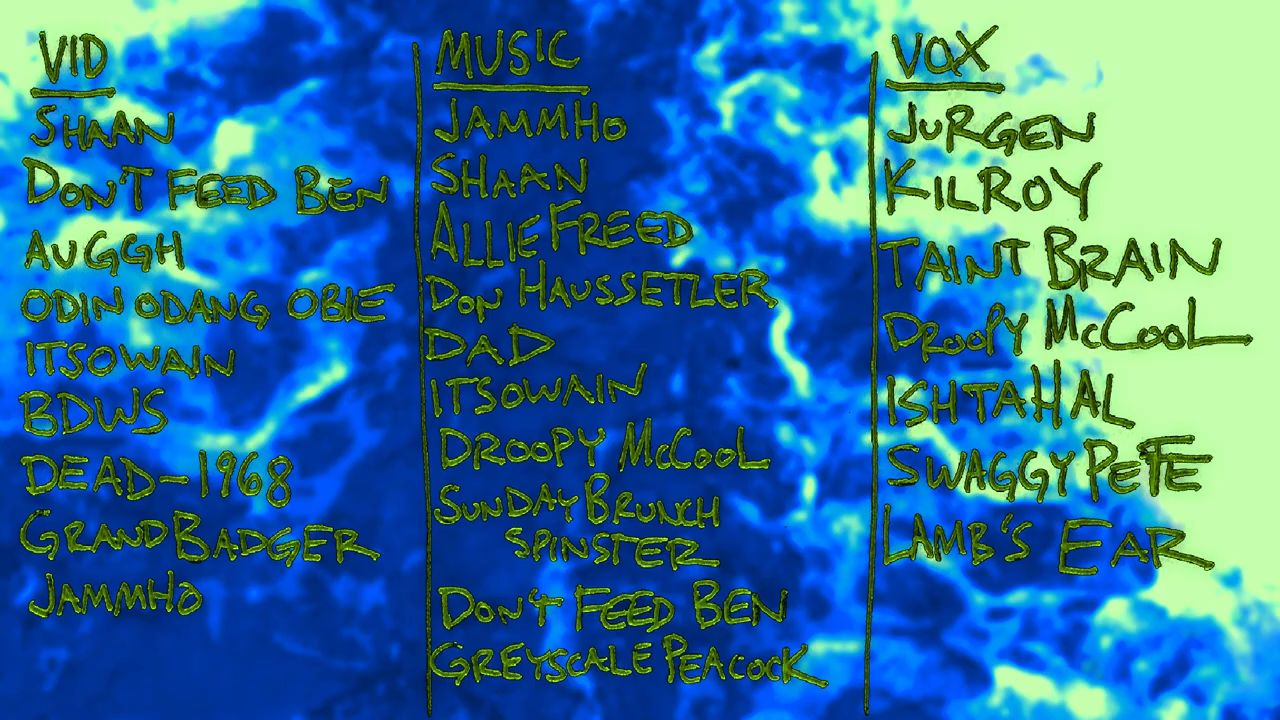 VID
SHAAN
DON'T FEED BEN
AUGGH
ODIN ODANG OBIE
ITSOWAIN
BDWS
DEAD-1968
GRANDBADGER
JAMMHO
MUSIC
JAMMHO
SHAAN
ALLIE FREED
DON HAUSSETLER
DAD
ITSOWAIN
DROOPY McCOOL
SUNDAY BRUNCH
SPINSTER
DON'T FEED BEN
GREYSCALE PEACOCK
VOX
JURGEN
KILROY
TAINT BRAIN
DROOPY McCOOL
ISHTAHAL
SWAGGY PETE
LAMB'S EAR